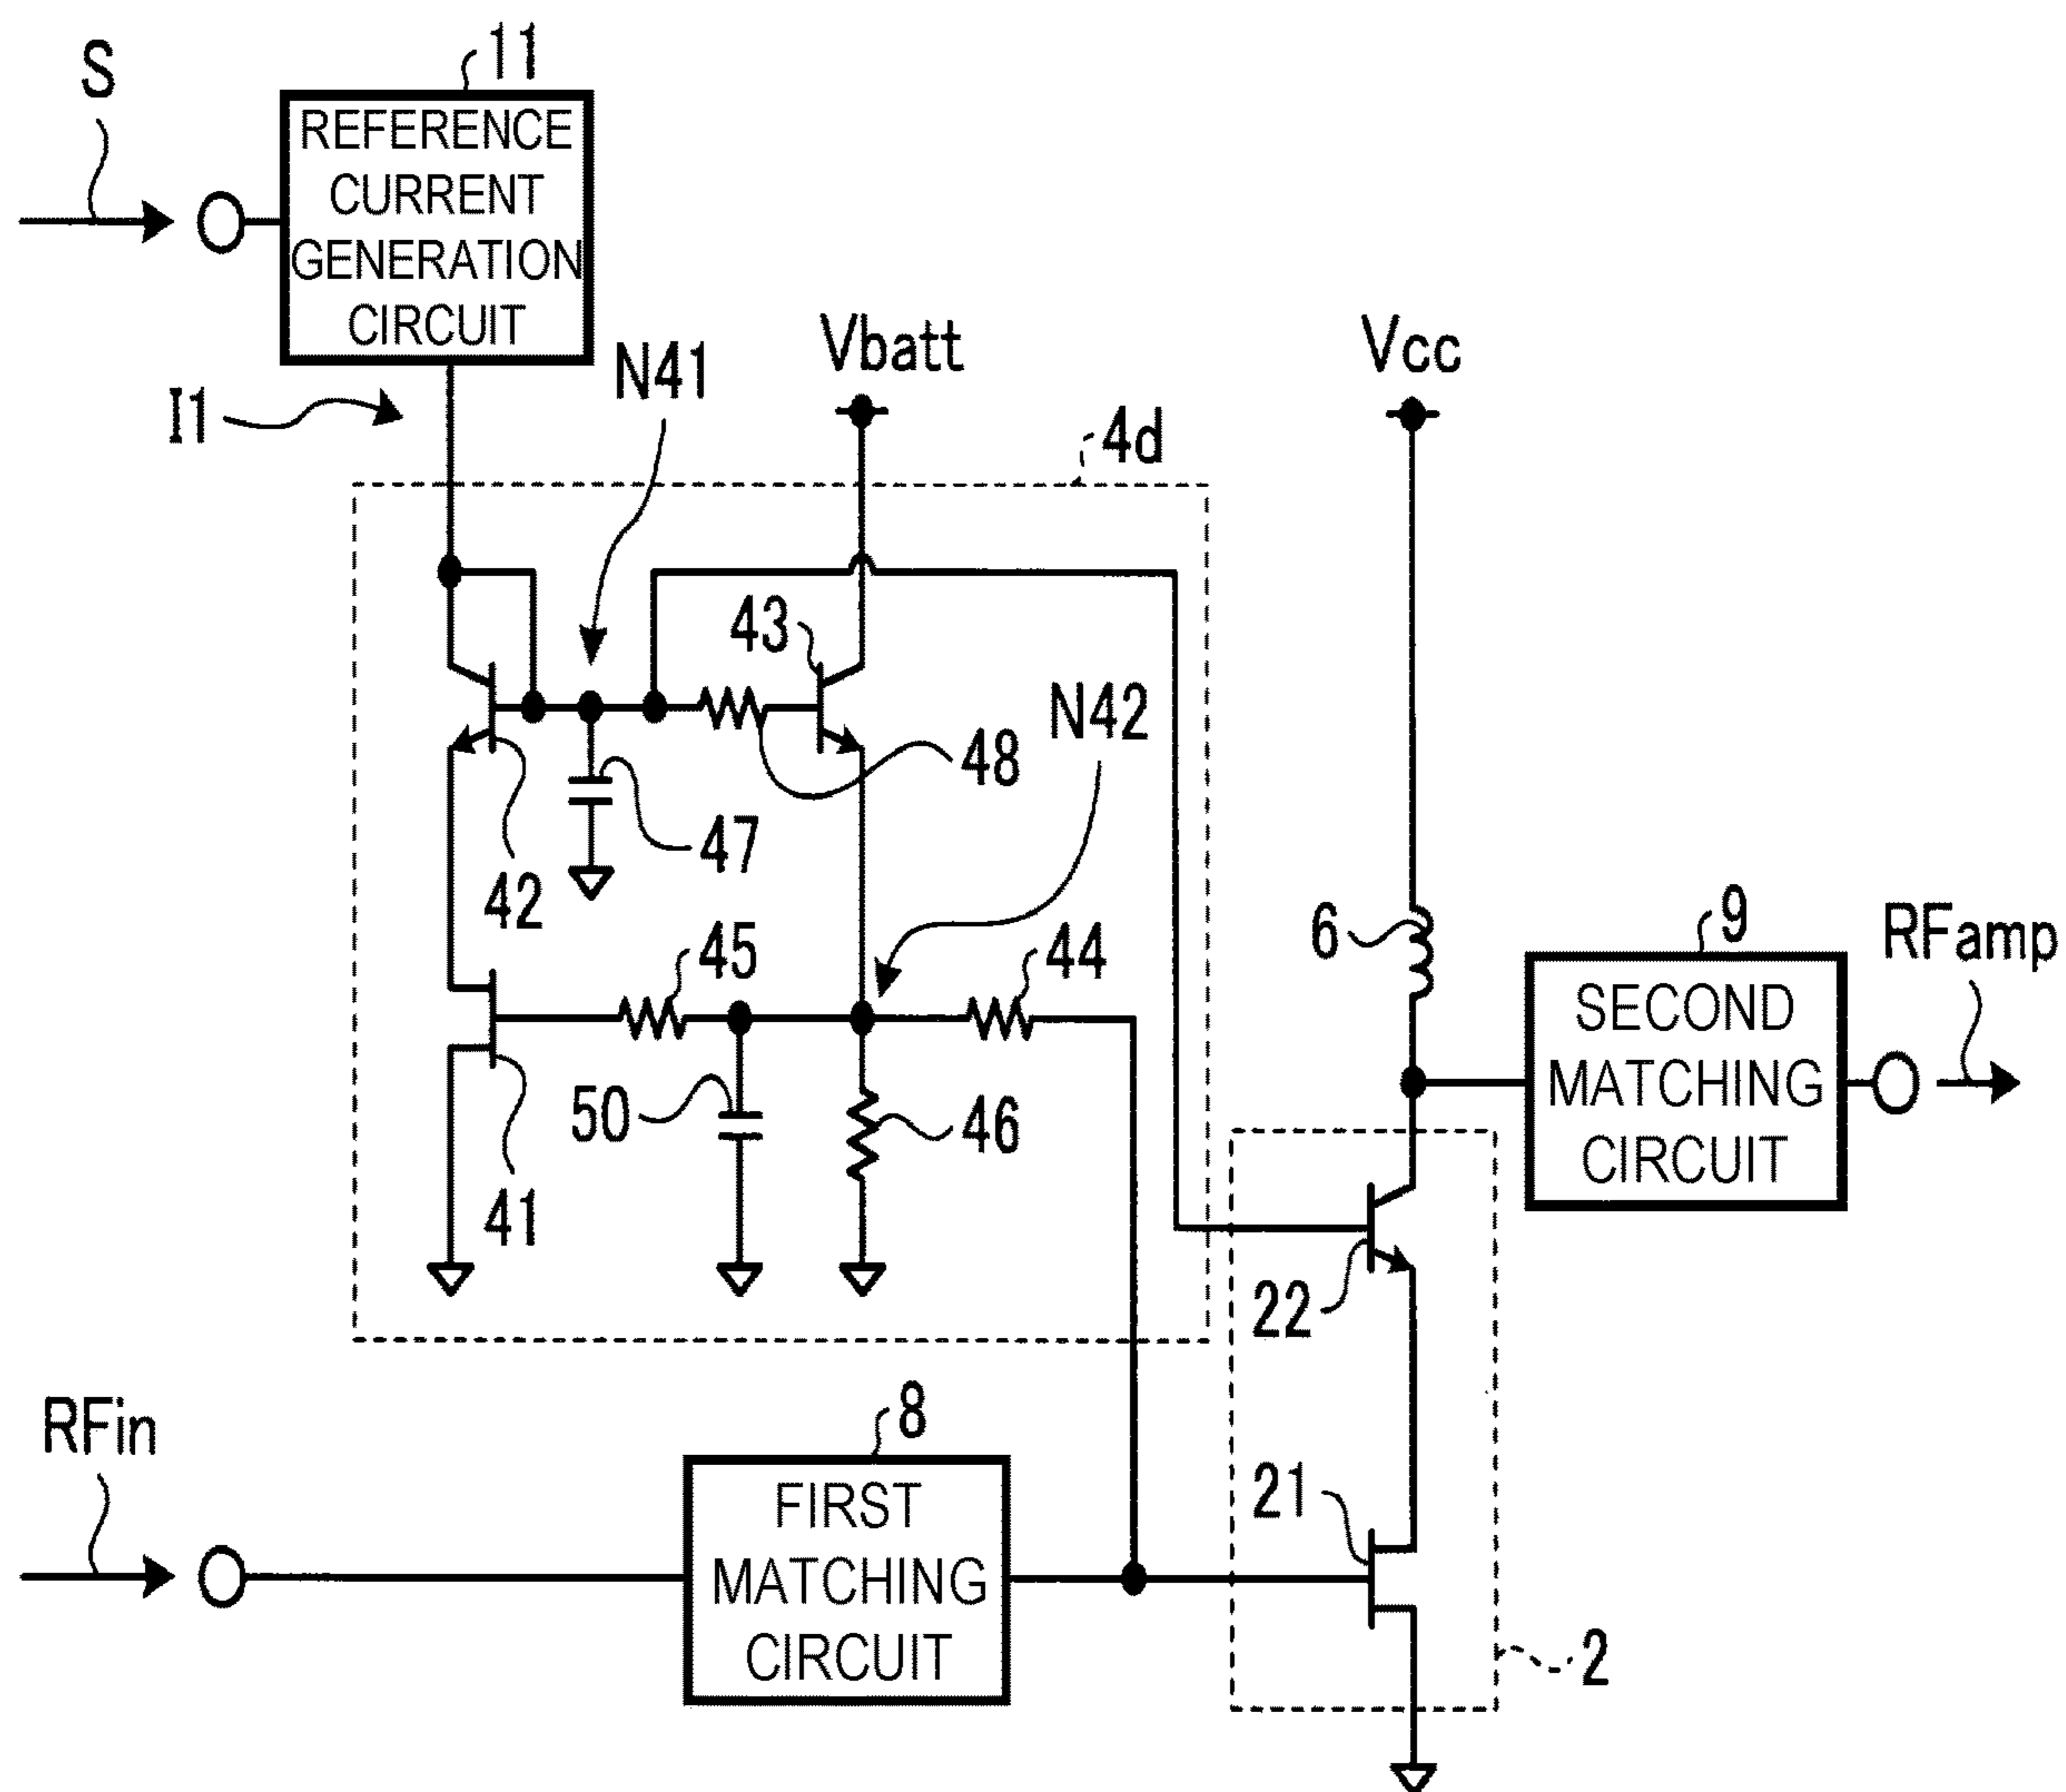 S
11
REFERENCE
CURRENT
GENERATION
CIRCUIT
I1
N41
Vbatt
Vcc
4d
43
N42
48
47
42
45
44
6
9
RFamp
SECOND
MATCHING
CIRCUIT
50
46
41
22
RFin
8
FIRST
MATCHING
CIRCUIT
21
2